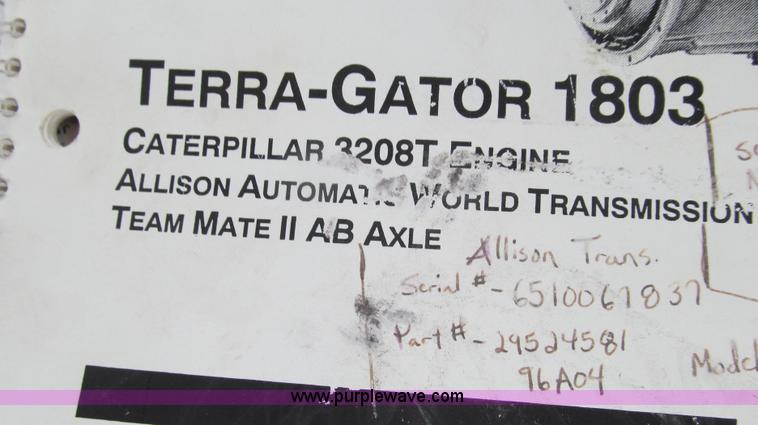 TERRA-GATOR 1803
CATERPILLAR 3208T ENGINE
ALLISON AUTOMATIC WORLD TRANSMISSION
TEAM MATE II AB AXLE
Allison Trans.
Serial # - 6510067837
Part # - 29524581
96A04
www.purplewave.com